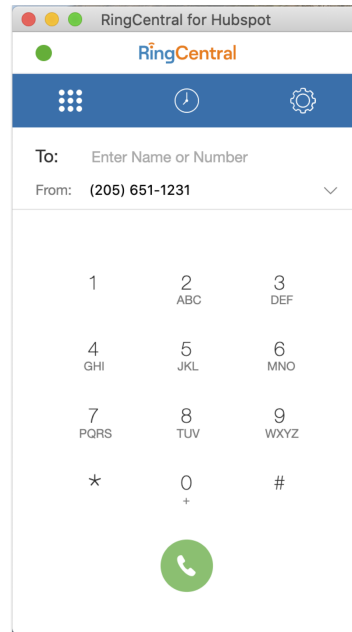 RingCentral for Hubspot
RingCentral
To: Enter Name or Number
From: (205) 651-1231
1 2 3
ABC DEF
4 5 6
GHI JKL MNO
7 8 9
PQRS TUV WXYZ
* 0 #
+